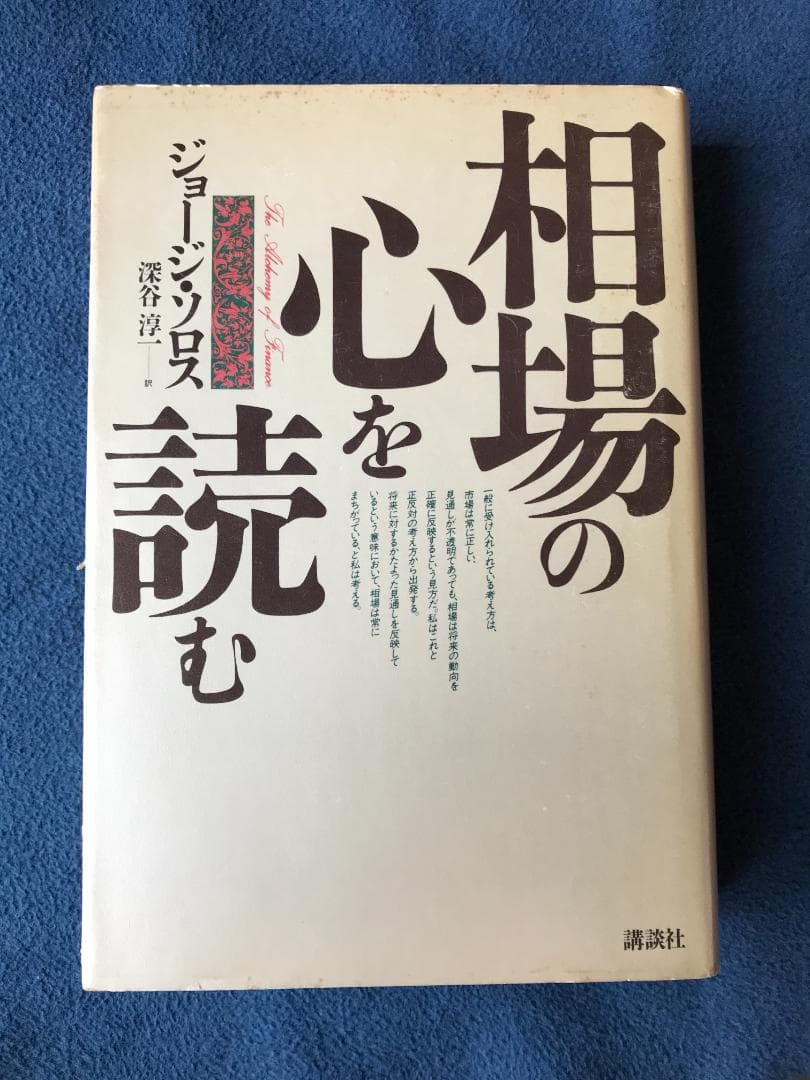 相場の
心を
読む
The Alchemy of Finance
ジョージ・ソロス
深谷淳一――訳
一般に受け入れられている考え方は、
市場は常に正しい、
見通しが不透明であっても、相場は将来の動向を
正確に反映するという見方だ。私はこれと
正反対の考え方から出発する。
将来に対するかたよった見通しを反映して
いるという意味において、相場は常に
まちがっている、と私は考える。
講談社